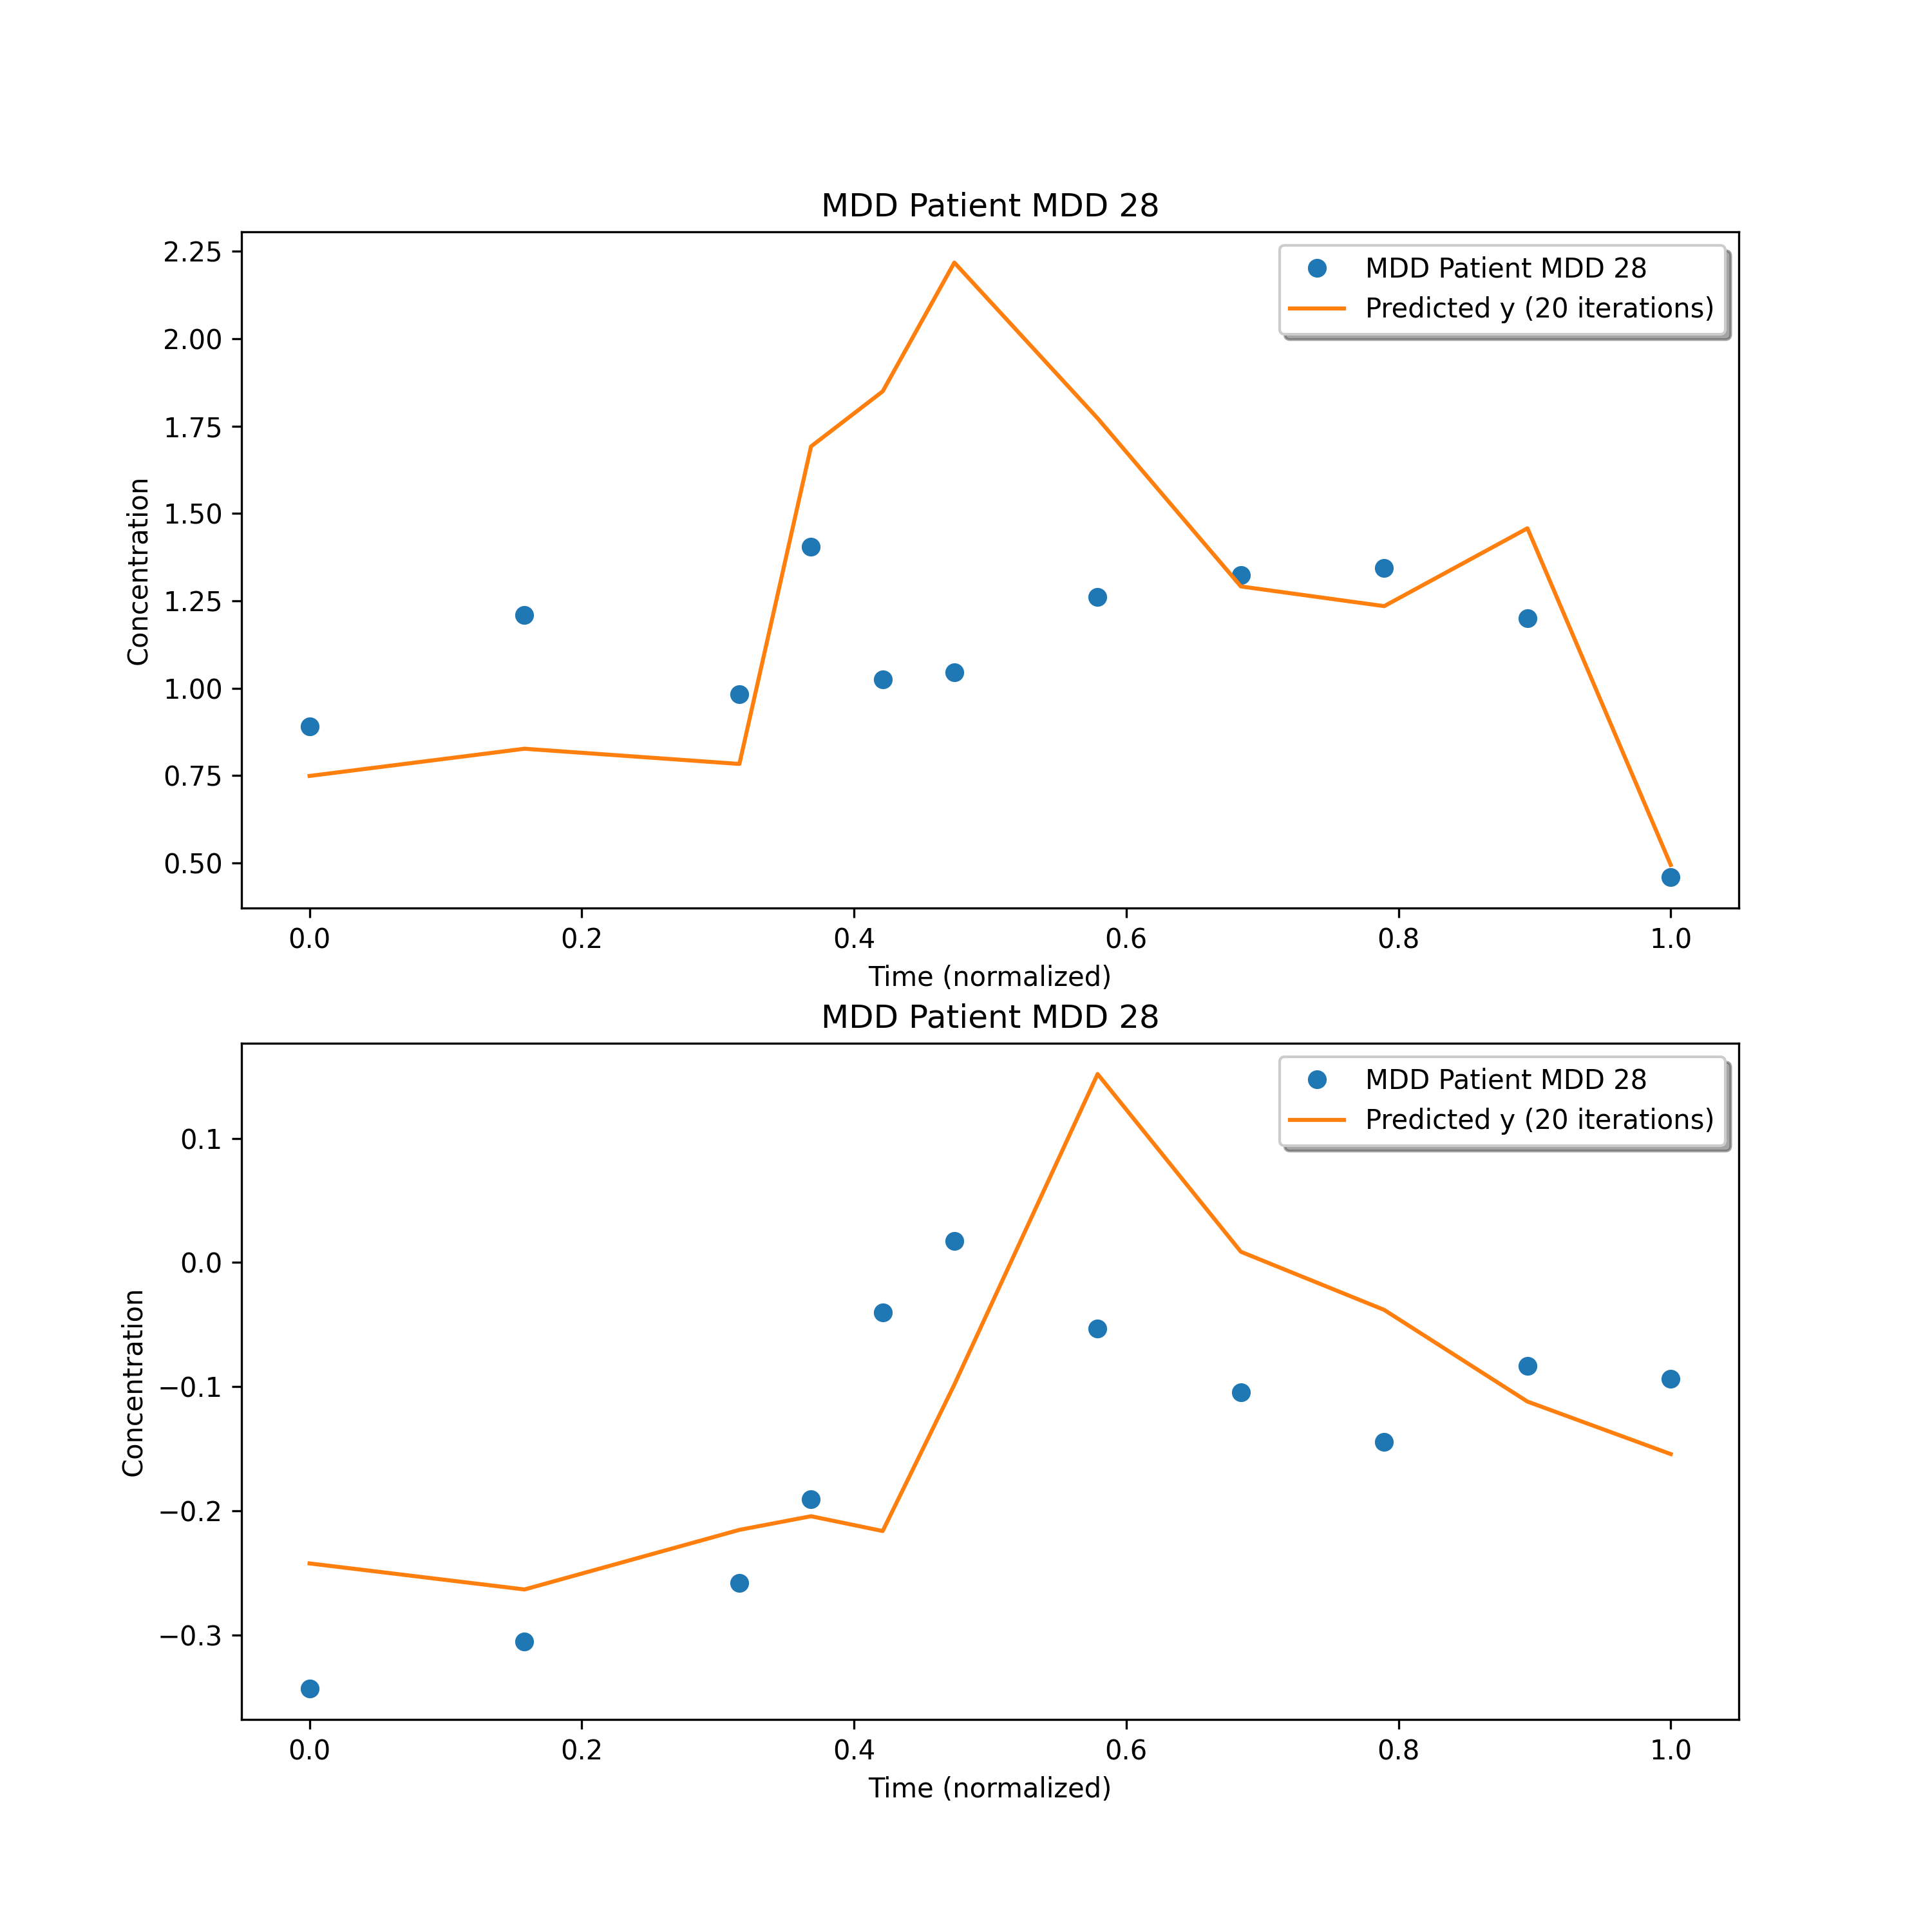 MDD Patient MDD 28
2.25
2.00
1.75
1.50
1.25
1.00
0.75
0.50
Concentration
MDD Patient MDD 28
Predicted y (20 iterations)
0.0 0.2 0.4 0.6 0.8 1.0
Time (normalized)
MDD Patient MDD 28
0.1
0.0
−0.1
−0.2
−0.3
Concentration
MDD Patient MDD 28
Predicted y (20 iterations)
0.0 0.2 0.4 0.6 0.8 1.0
Time (normalized)